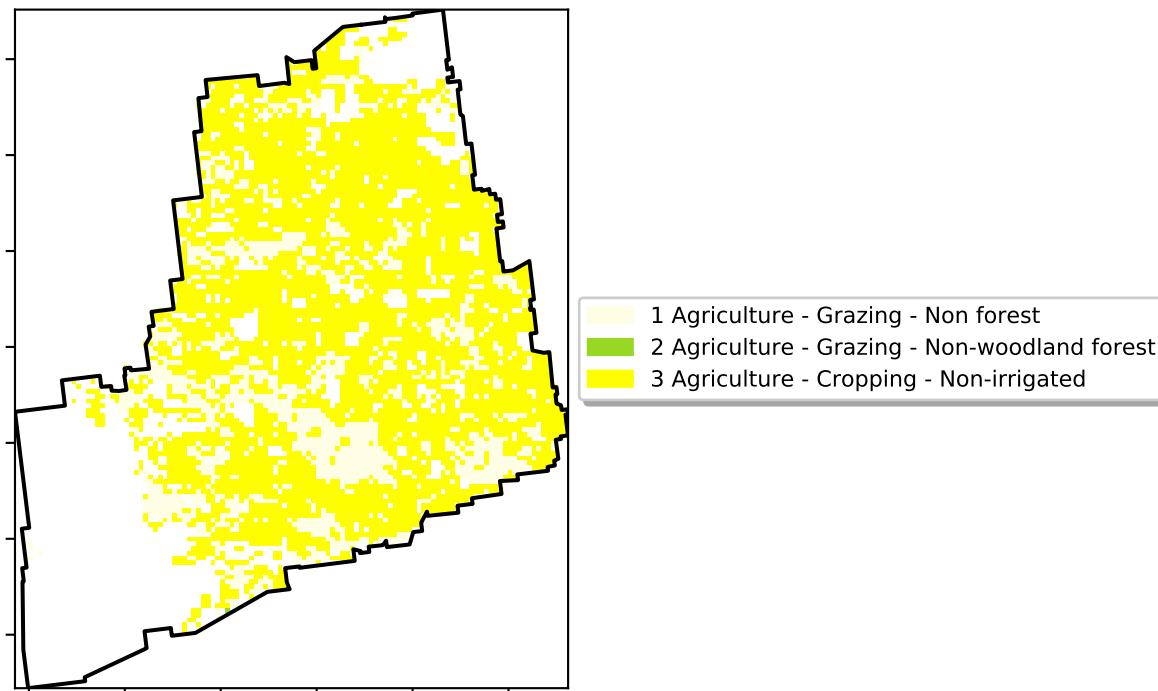 1 Agriculture - Grazing - Non forest
2 Agriculture - Grazing - Non-woodland forest
3 Agriculture - Cropping - Non-irrigated